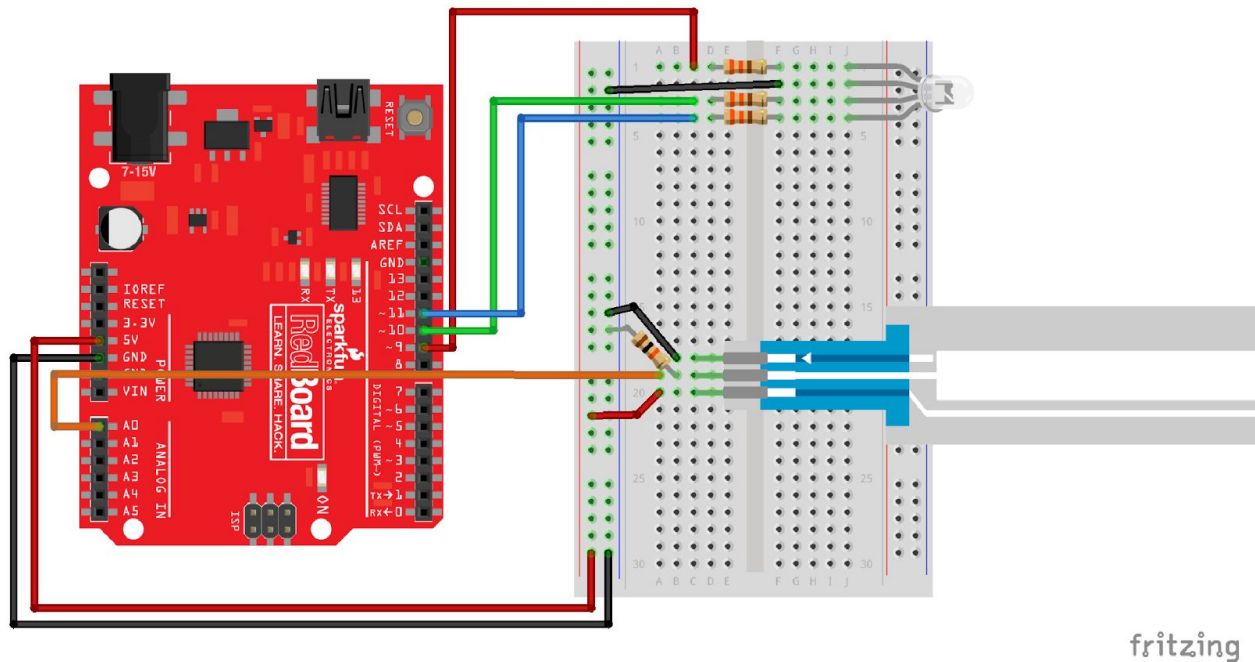 7-15V
RESET
SCL
SDA
AREF
GND
13
12
~11
~10
~9
8
7
~6
~5
4
~3
2
TX→1
RX←0
DIGITAL (PWM~)
RX
TX
13
sparkfun
ELECTRONICS
RedBoard
LEARN. SHARE. HACK.
IOREF
RESET
3.3V
5V
GND
VIN
POWER
A0
A1
A2
A3
A4
A5
ANALOG IN
ISP
ON
A B C D E F G H I J
1 1
5 5
10 10
15 15
20 20
25 25
30 30
A B C D E F G H I J
fritzing